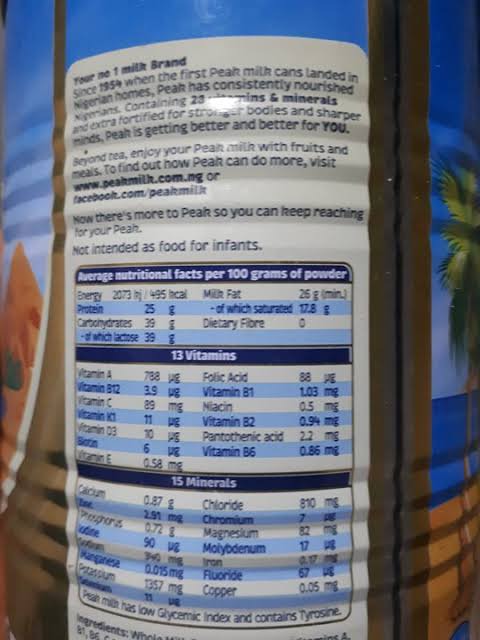 Your no 1 milk Brand
Since 1954 when the first Peak milk cans landed in
Nigerian homes, Peak has consistently nourished
Nigerians. Containing 28 vitamins & minerals
and extra fortified for stronger bodies and sharper
minds, Peak is getting better and better for YOU.
Beyond tea, enjoy your Peak milk with fruits and
meals. To find out how Peak can do more, visit
www.peakmilk.com.ng or
facebook.com/peakmilk
Now there's more to Peak so you can keep reaching
for your Peak.
Not intended as food for infants.
Average nutritional facts per 100 grams of powder
Energy 2073 kj / 495 kcal Milk Fat 26 g (min.)
Protein 25 g - of which saturated 17.8 g
Carbohydrates 39 g Dietary Fibre 0
- of which lactose 39 g
13 Vitamins
Vitamin A 788 µg Folic Acid 88 µg
Vitamin B12 3.9 µg Vitamin B1 1.03 mg
Vitamin C 89 mg Niacin 0.5 mg
Vitamin K1 11 µg Vitamin B2 0.94 mg
Vitamin D3 10 µg Pantothenic acid 2.2 mg
Biotin 6 µg Vitamin B6 0.86 mg
Vitamin E 0.58 mg
15 Minerals
Calcium 0.87 g Chloride 810 mg
Zinc 2.91 mg Chromium 7 µg
Phosphorus 0.72 g Magnesium 82 mg
Iodine 90 µg Molybdenum 17 µg
Sodium 340 mg Iron 0.17 mg
Manganese 0.015 mg Fluoride 67 µg
Potassium 1357 mg Copper 0.05 mg
Selenium 11 µg
Peak milk has low Glycemic Index and contains Tyrosine.
Ingredients: Whole